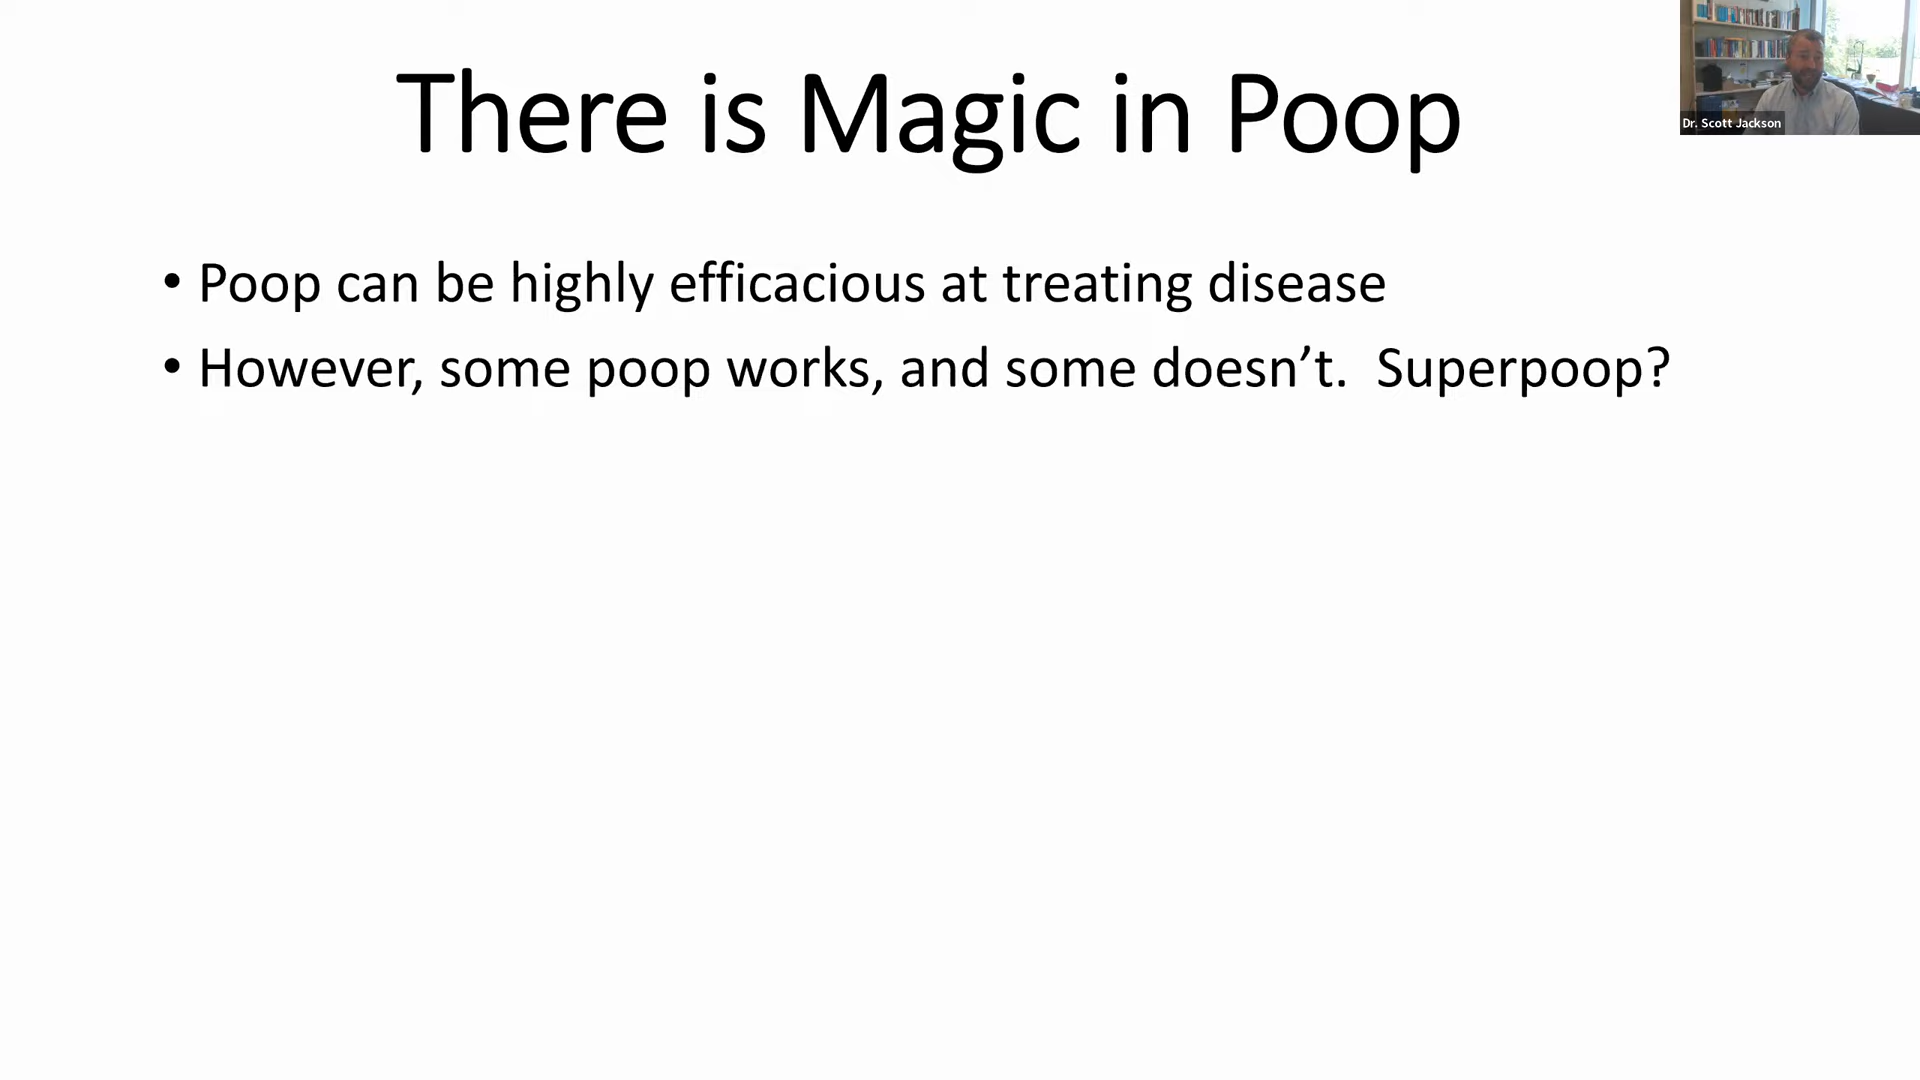 There is Magic in Poop
Dr. Scott Jackson
• Poop can be highly efficacious at treating disease
• However, some poop works, and some doesn’t.  Superpoop?